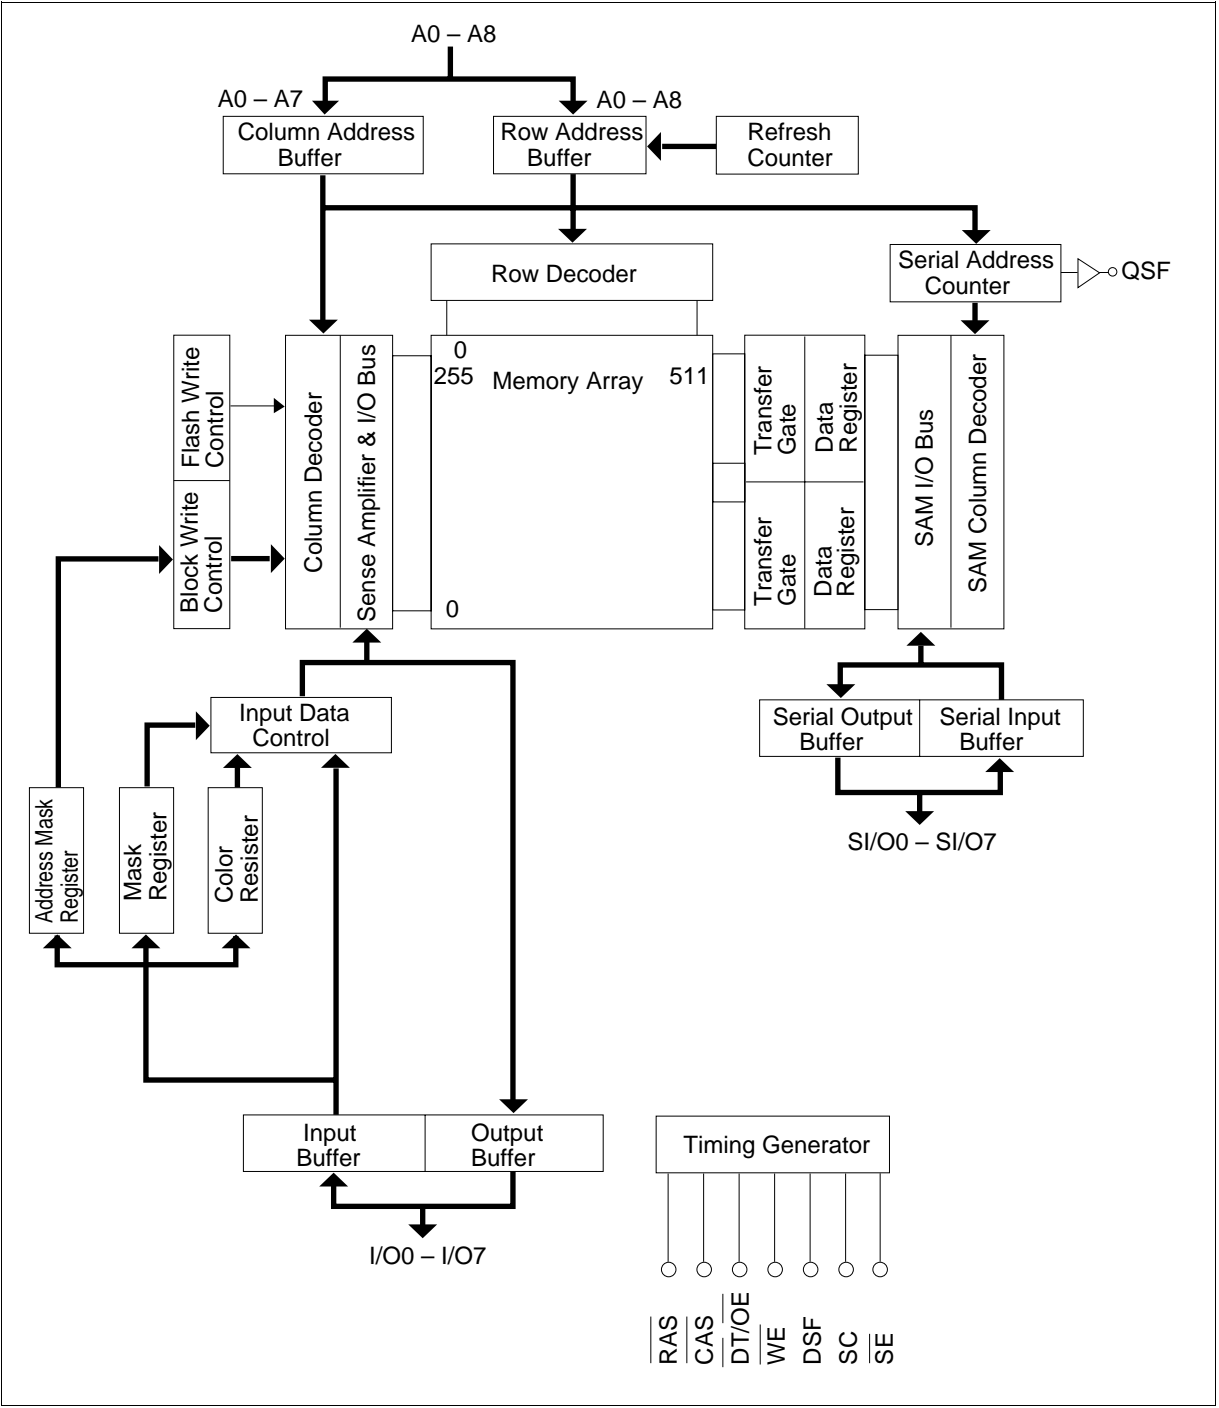 A0 – A8
A0 – A7
A0 – A8
Column Address
Buffer
Row Address
Buffer
Refresh
Counter
Row Decoder
Serial Address
Counter
QSF
Flash Write
Control
Block Write
Control
Column Decoder
Sense Amplifier & I/O Bus
0
255
Memory Array
511
0
Transfer
Gate
Data
Register
Transfer
Gate
Data
Register
SAM I/O Bus
SAM Column Decoder
Input Data
Control
Serial Output
Buffer
Serial Input
Buffer
SI/O0 – SI/O7
Address Mask
Register
Mask
Register
Color
Resister
Input
Buffer
Output
Buffer
I/O0 – I/O7
Timing Generator
RAS
CAS
DT/OE
WE
DSF
SC
SE